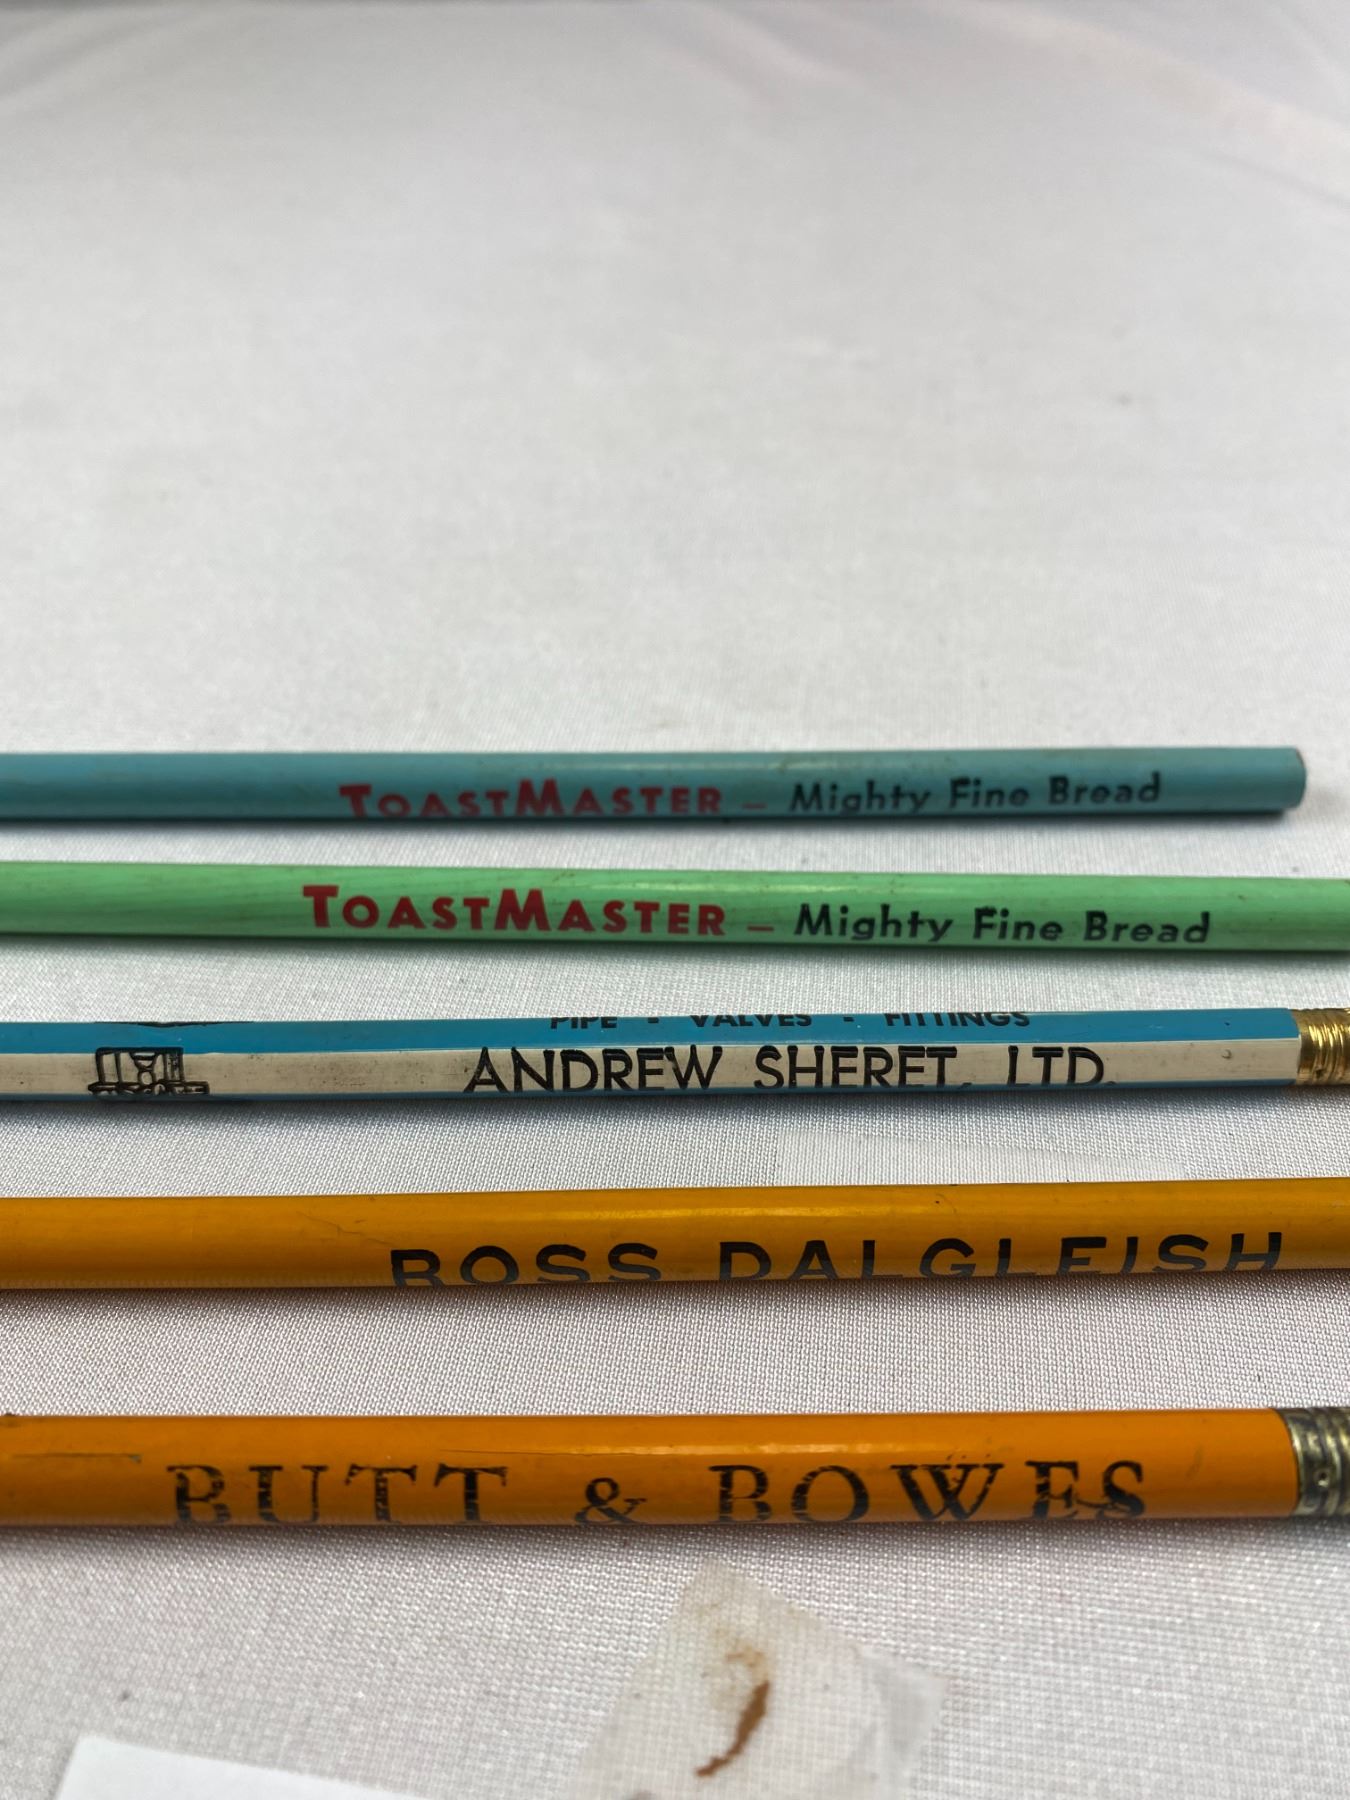 TOASTMASTER – Mighty Fine Bread
TOASTMASTER – Mighty Fine Bread
PIPE - VALVES - FITTINGS
ANDREW SHERET, LTD.
ROSS DALGLEISH
BUTT & BOWES